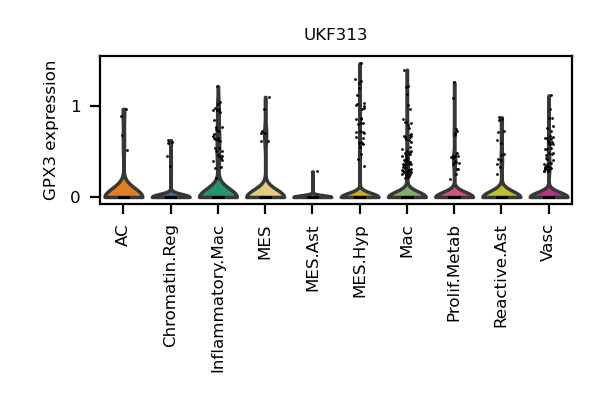 UKF313
GPX3 expression
1
0
AC
Chromatin.Reg
Inflammatory.Mac
MES
MES.Ast
MES.Hyp
Mac
Prolif.Metab
Reactive.Ast
Vasc